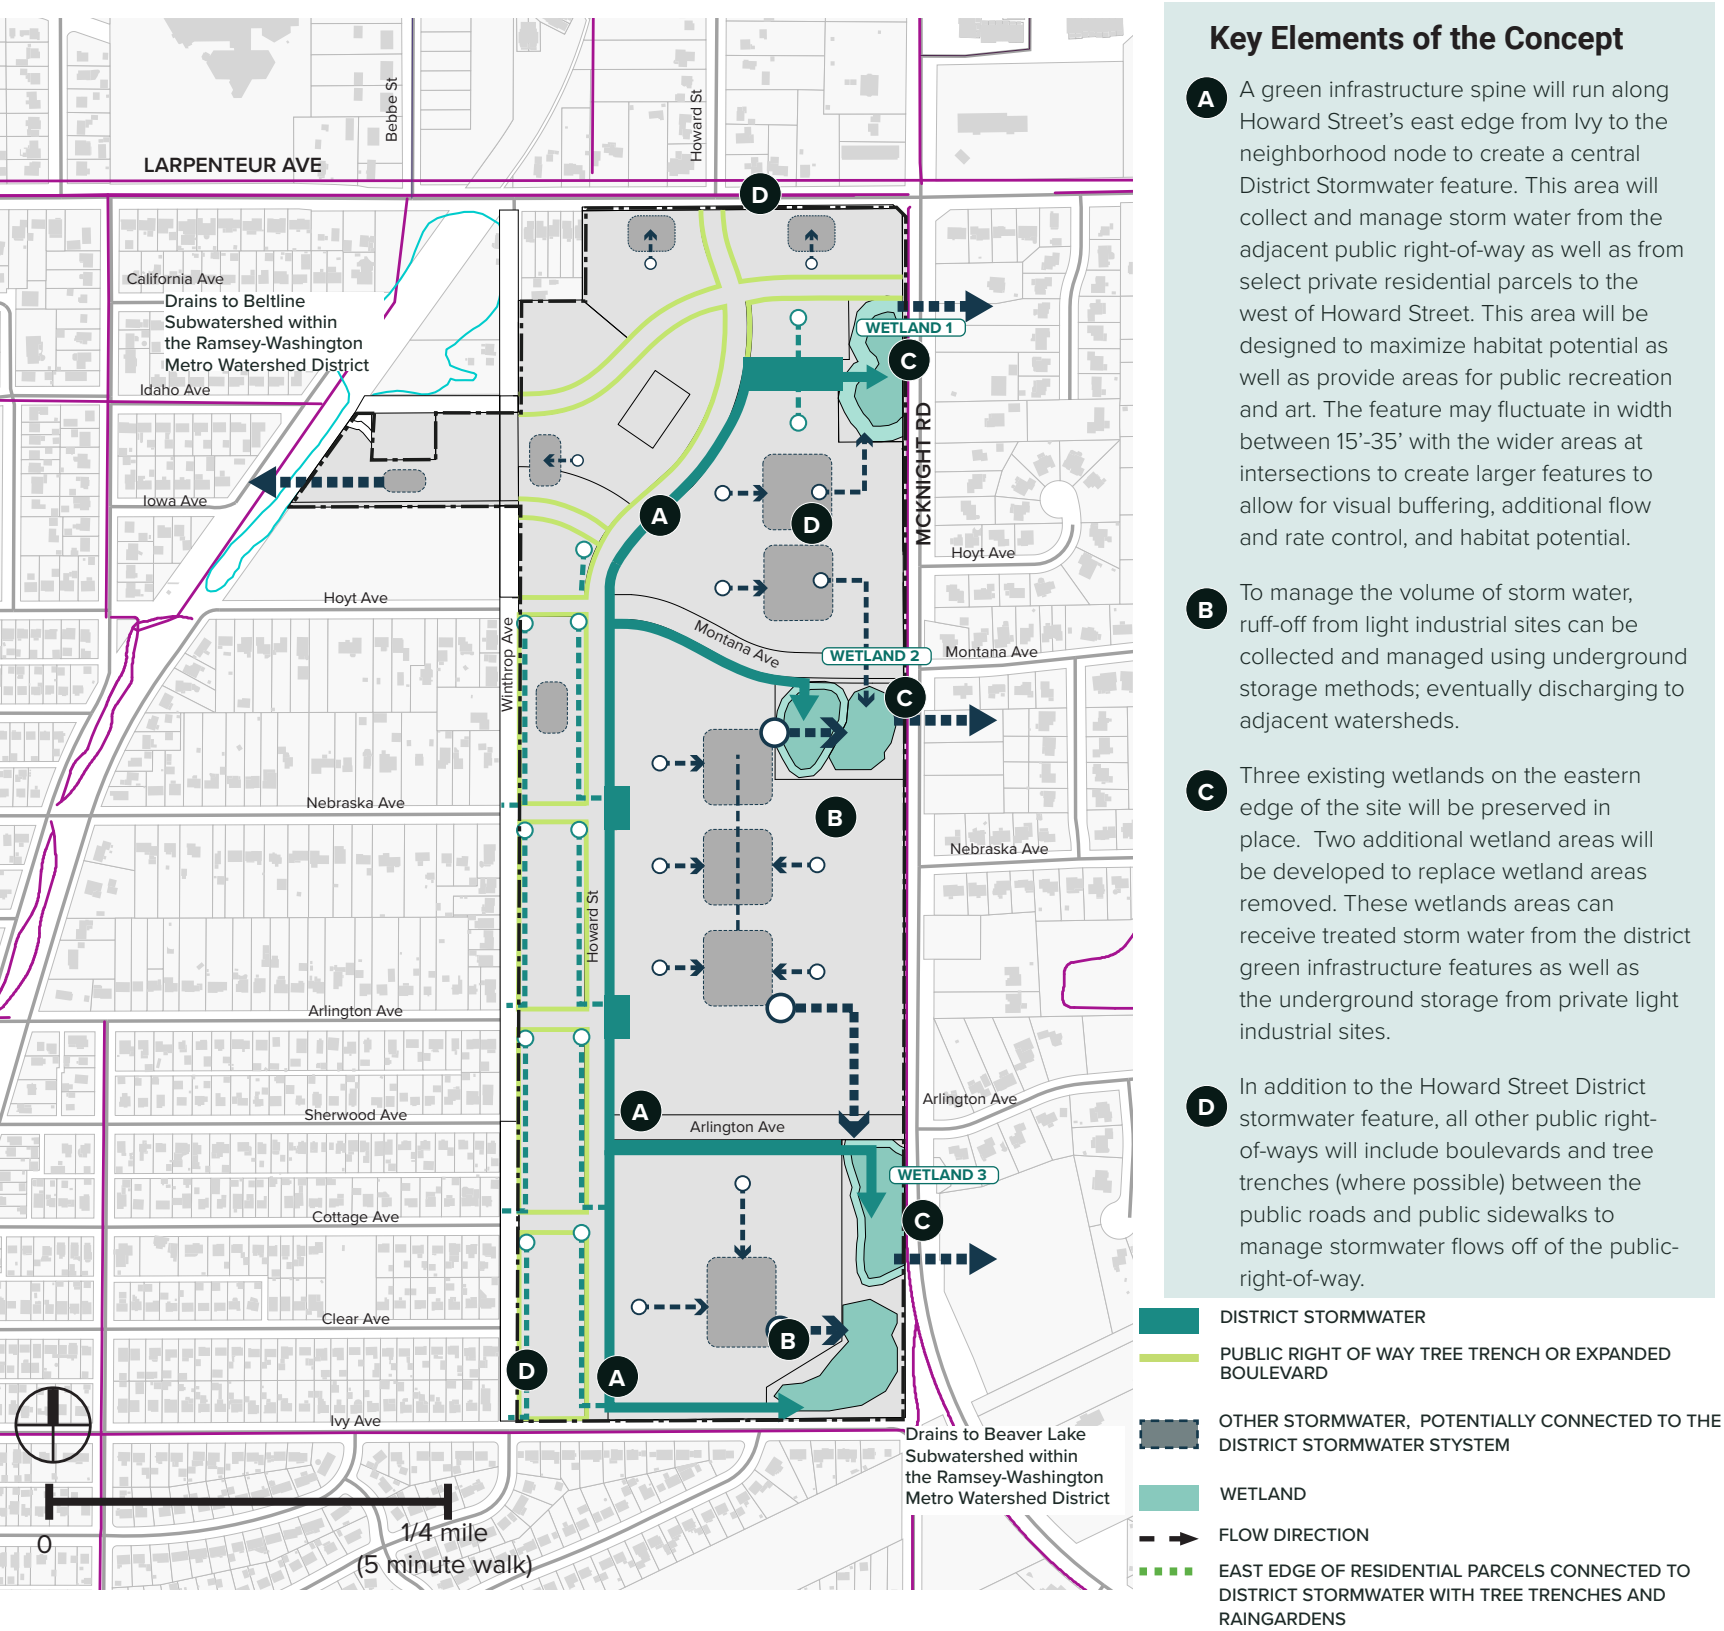 Bebbe St
Howard St
LARPENTEUR AVE
D
California Ave
Drains to Beltline
Subwatershed within
the Ramsey-Washington
Metro Watershed District
Idaho Ave
Iowa Ave
WETLAND 1
C
MCKNIGHT RD
A
D
Hoyt Ave
Hoyt Ave
Winthrop Ave
Montana Ave
WETLAND 2
Montana Ave
C
Nebraska Ave
B
Nebraska Ave
Howard St
Arlington Ave
Sherwood Ave
A
Arlington Ave
Arlington Ave
WETLAND 3
Cottage Ave
C
Clear Ave
B
D
A
Ivy Ave
Drains to Beaver Lake
Subwatershed within
the Ramsey-Washington
Metro Watershed District
0
1/4 mile
(5 minute walk)
Key Elements of the Concept
A
A green infrastructure spine will run along
Howard Street’s east edge from Ivy to the
neighborhood node to create a central
District Stormwater feature. This area will
collect and manage storm water from the
adjacent public right-of-way as well as from
select private residential parcels to the
west of Howard Street. This area will be
designed to maximize habitat potential as
well as provide areas for public recreation
and art. The feature may fluctuate in width
between 15’-35’ with the wider areas at
intersections to create larger features to
allow for visual buffering, additional flow
and rate control, and habitat potential.
B
To manage the volume of storm water,
ruff-off from light industrial sites can be
collected and managed using underground
storage methods; eventually discharging to
adjacent watersheds.
C
Three existing wetlands on the eastern
edge of the site will be preserved in
place.  Two additional wetland areas will
be developed to replace wetland areas
removed. These wetlands areas can
receive treated storm water from the district
green infrastructure features as well as
the underground storage from private light
industrial sites.
D
In addition to the Howard Street District
stormwater feature, all other public right-
of-ways will include boulevards and tree
trenches (where possible) between the
public roads and public sidewalks to
manage stormwater flows off of the public-
right-of-way.
DISTRICT STORMWATER
PUBLIC RIGHT OF WAY TREE TRENCH OR EXPANDED
BOULEVARD
OTHER STORMWATER,  POTENTIALLY CONNECTED TO THE
DISTRICT STORMWATER STYSTEM
WETLAND
FLOW DIRECTION
EAST EDGE OF RESIDENTIAL PARCELS CONNECTED TO
DISTRICT STORMWATER WITH TREE TRENCHES AND
RAINGARDENS